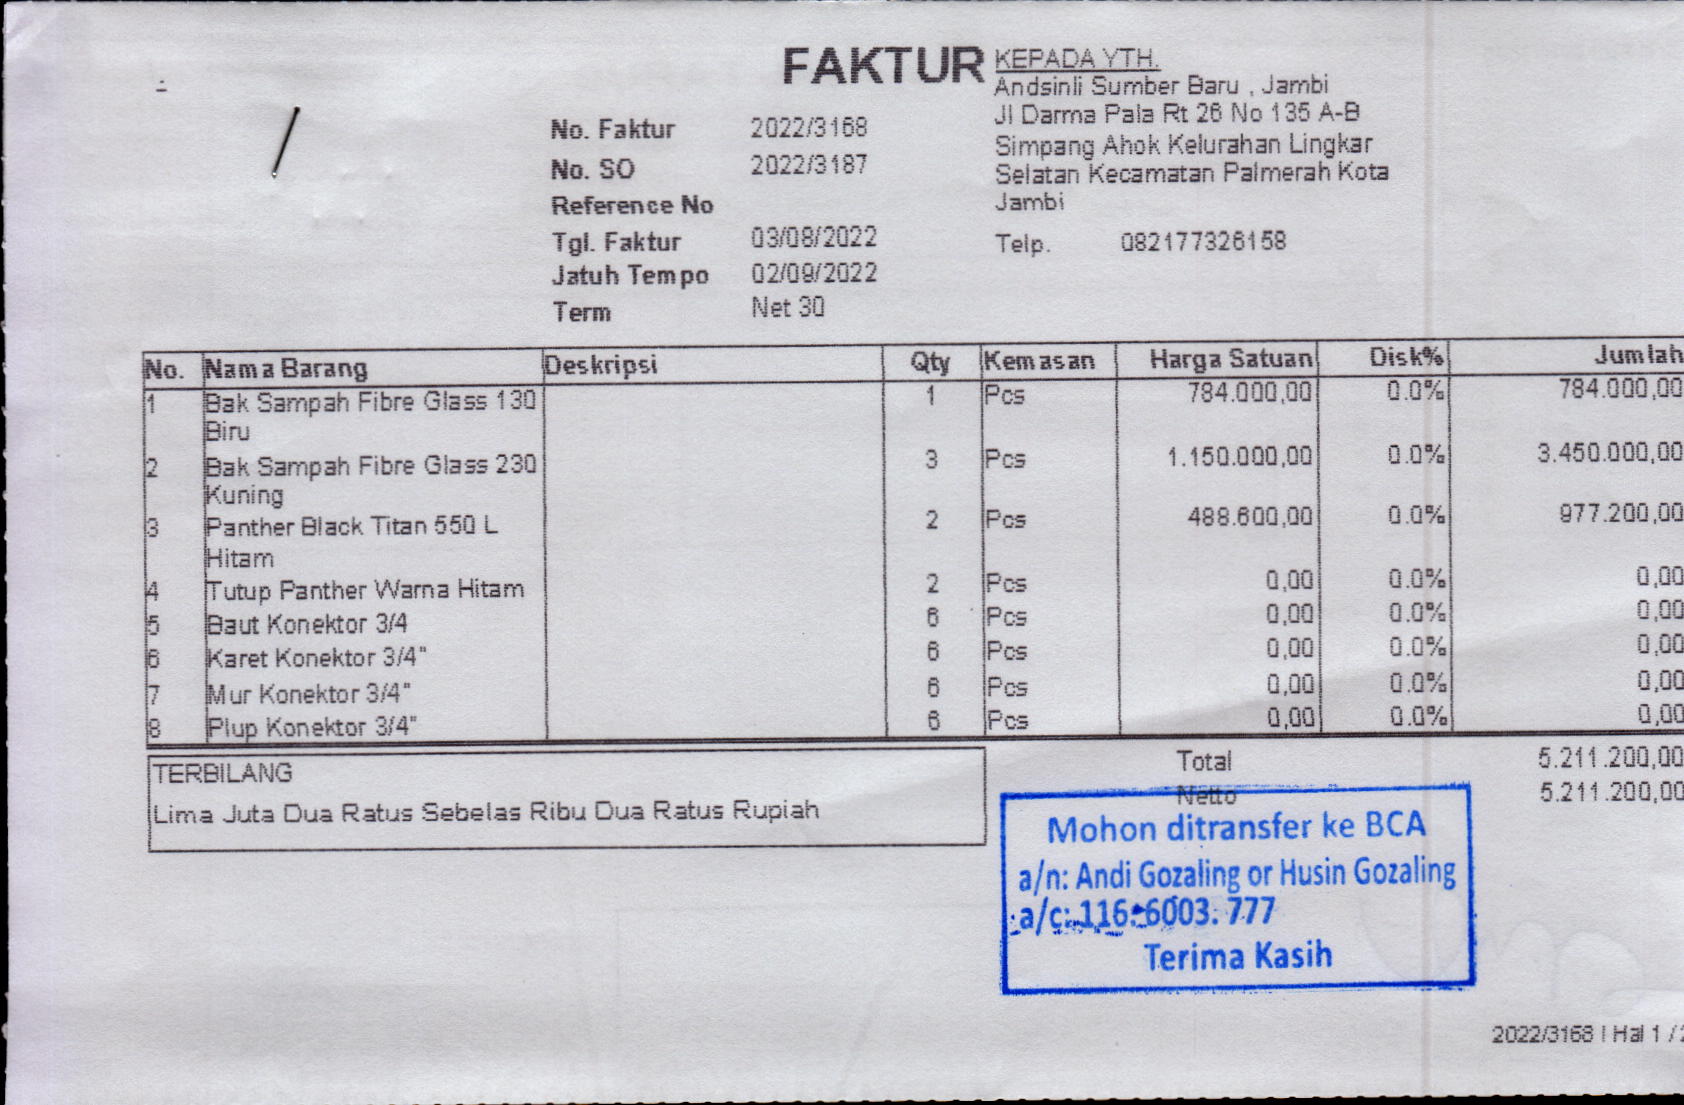 FAKTUR
KEPADA YTH.
Andsinli Sumber Baru , Jambi
Jl Darma Pala Rt 26 No 135 A-B
Simpang Ahok Kelurahan Lingkar
Selatan Kecamatan Palmerah Kota
Jambi
Telp. 082177326158
No. Faktur 2022/3168
No. SO 2022/3187
Reference No
Tgl. Faktur 03/08/2022
Jatuh Tempo 02/09/2022
Term Net 30
No. Nama Barang Deskripsi Qty Kemasan Harga Satuan Disk% Jumlah
1 Bak Sampah Fibre Glass 130 1 Pcs 784.000,00 0.0% 784.000,00
Biru
2 Bak Sampah Fibre Glass 230 3 Pcs 1.150.000,00 0.0% 3.450.000,00
Kuning
3 Panther Black Titan 550 L 2 Pcs 488.600,00 0.0% 977.200,00
Hitam
4 Tutup Panther Warna Hitam 2 Pcs 0,00 0.0% 0,00
5 Baut Konektor 3/4 6 Pcs 0,00 0.0% 0,00
6 Karet Konektor 3/4" 6 Pcs 0,00 0.0% 0,00
7 Mur Konektor 3/4" 6 Pcs 0,00 0.0% 0,00
8 Plup Konektor 3/4" 6 Pcs 0,00 0.0% 0,00
Total 5.211.200,00
Netto 5.211.200,00
TERBILANG
Lima Juta Dua Ratus Sebelas Ribu Dua Ratus Rupiah
Mohon ditransfer ke BCA
a/n: Andi Gozaling or Husin Gozaling
a/c: 116.6003.777
Terima Kasih
2022/3168 | Hal 1 /